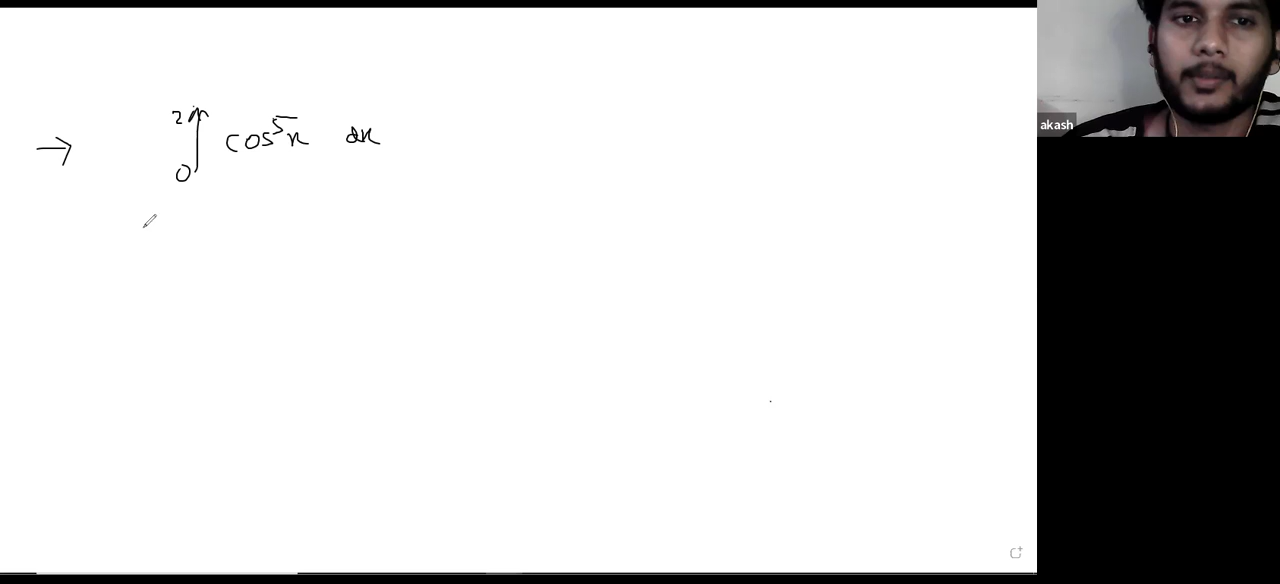 → ∫₀^{2π} cos⁵x dx
akash